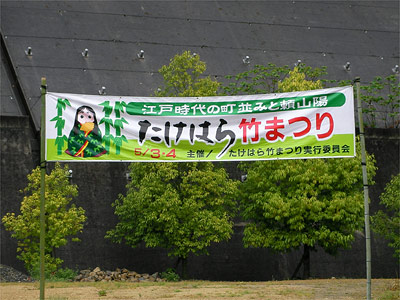 江戸時代の町並みと頼山陽
たけはら竹まつり
5/3・4 主催/たけはら竹まつり実行委員会